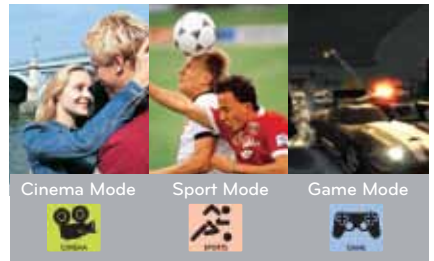 Cinema Mode
Sport Mode
Game Mode
CINEMA
SPORTS
GAME